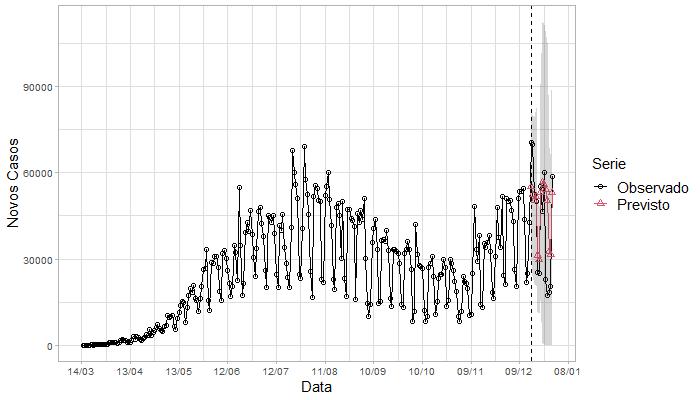 Novos Casos
90000
60000
30000
0
14/03 13/04 13/05 12/06 12/07 11/08 10/09 10/10 09/11 09/12 08/01
Data
Serie
Observado
Previsto